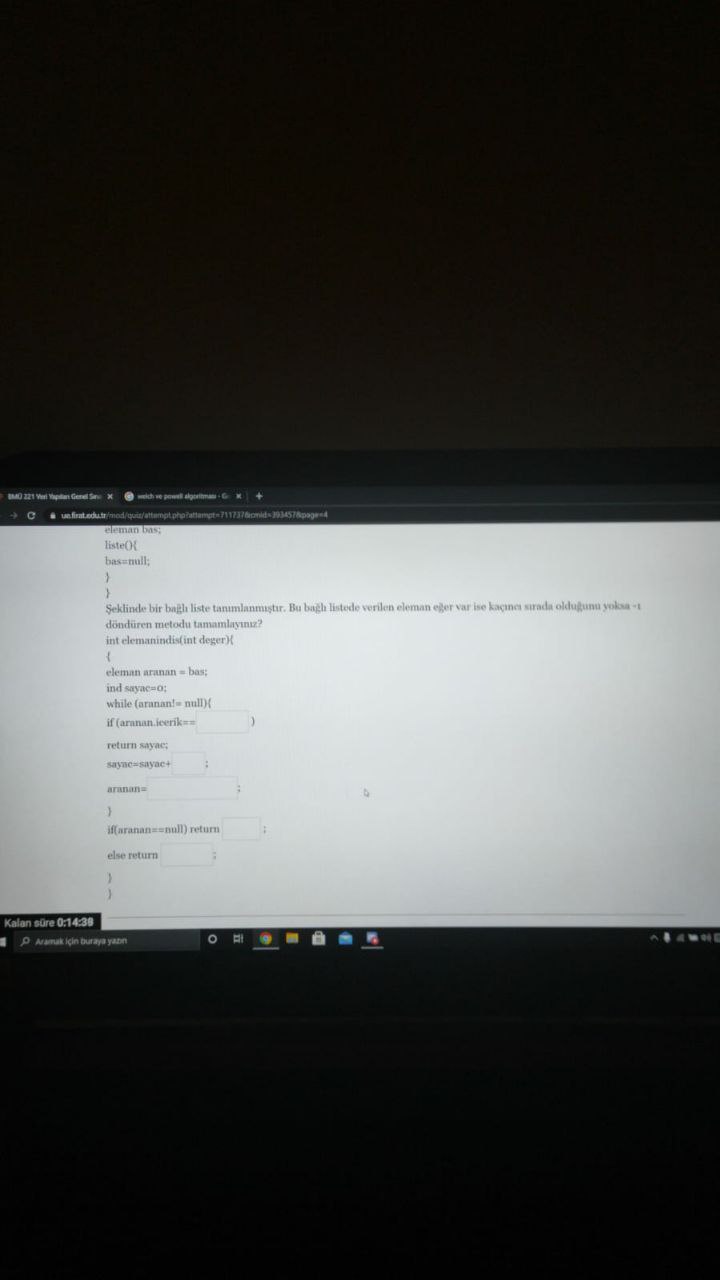 BMÜ 221 Veri Yapıları Genel Sınav
welch ve powell algoritması - G
ue.firat.edu.tr/mod/quiz/attempt.php?attempt=711737&cmid=393457&page=4
eleman bas;
liste(){
bas=null;
}
}
Şeklinde bir bağlı liste tanımlanmıştır. Bu bağlı listede verilen eleman eğer var ise kaçıncı sırada olduğunu yoksa -1
döndüren metodu tamamlayınız?
int elemanindis(int deger){
{
eleman aranan = bas;
ind sayac=0;
while (aranan!= null){
if (aranan.icerik== )
return sayac;
sayac=sayac+ ;
aranan= ;
}
if(aranan==null) return ;
else return ;
}
}
Kalan süre 0:14:38
Aramak için buraya yazın